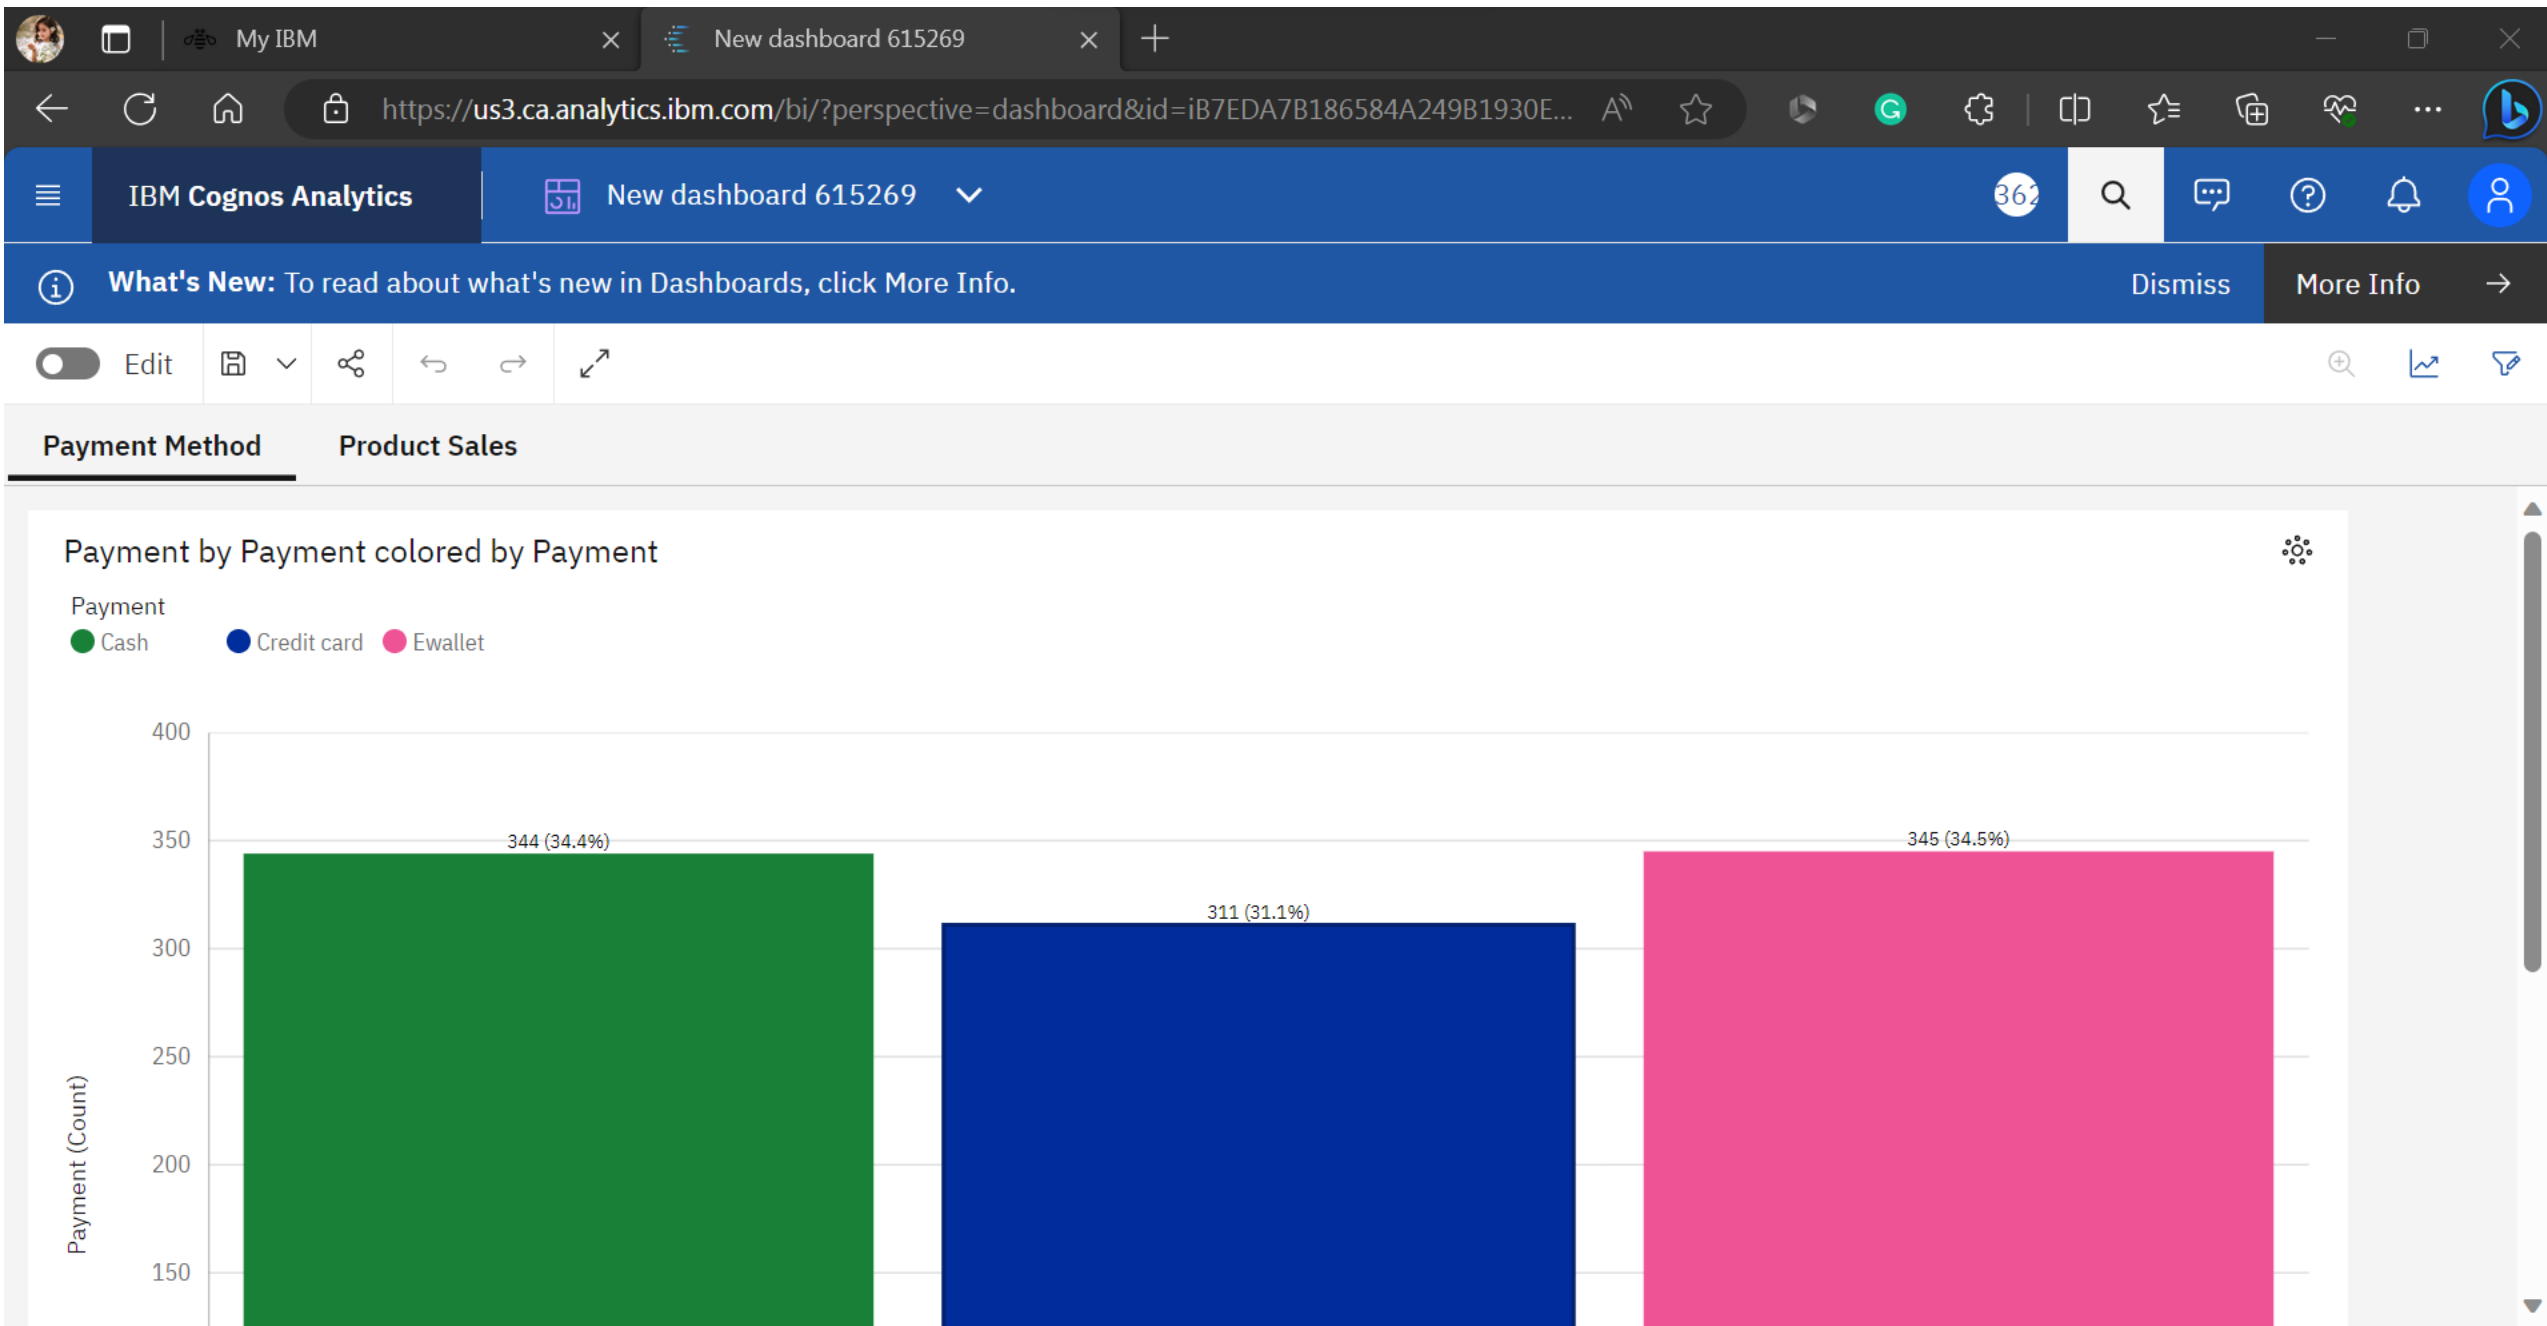 My IBM
New dashboard 615269
https://us3.ca.analytics.ibm.com/bi/?perspective=dashboard&id=iB7EDA7B186584A249B1930E...
IBM Cognos Analytics
New dashboard 615269
362
What's New: To read about what's new in Dashboards, click More Info.
Dismiss
More Info
Edit
Payment Method
Product Sales
Payment by Payment colored by Payment
Payment
Cash
Credit card
Ewallet
400
350
300
250
200
150
Payment (Count)
344 (34.4%)
311 (31.1%)
345 (34.5%)